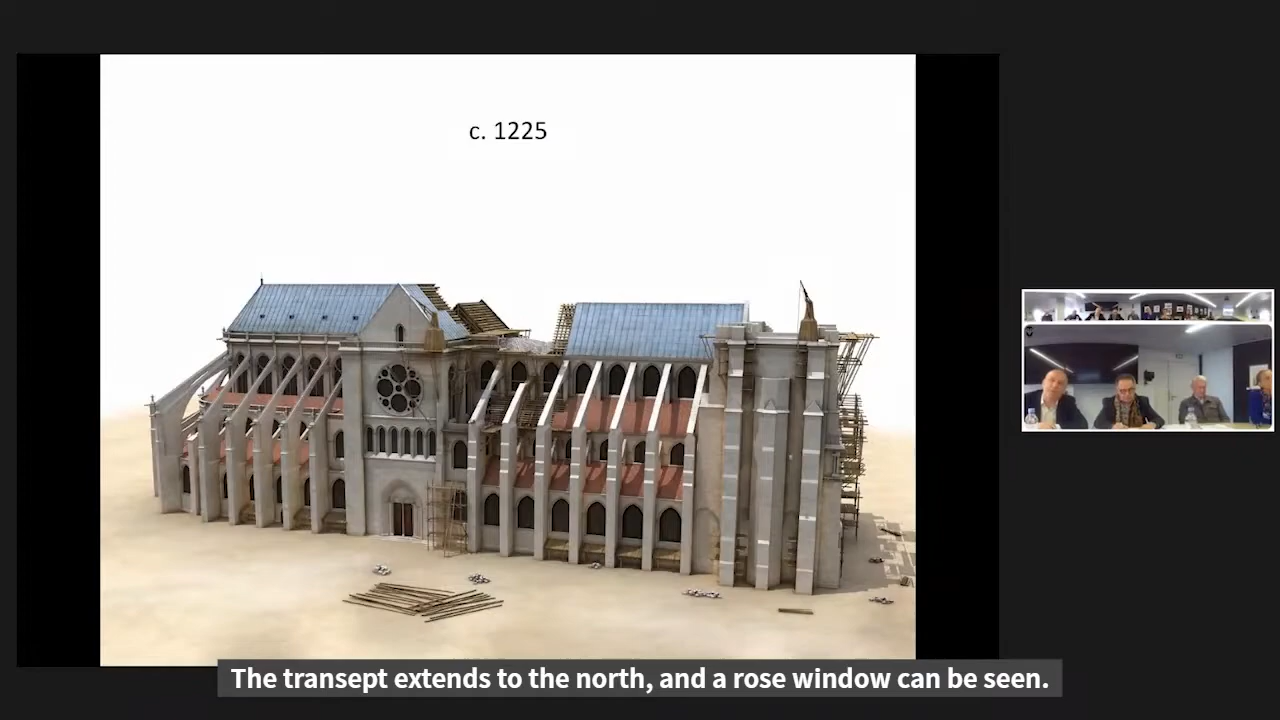 c. 1225
The transept extends to the north, and a rose window can be seen.